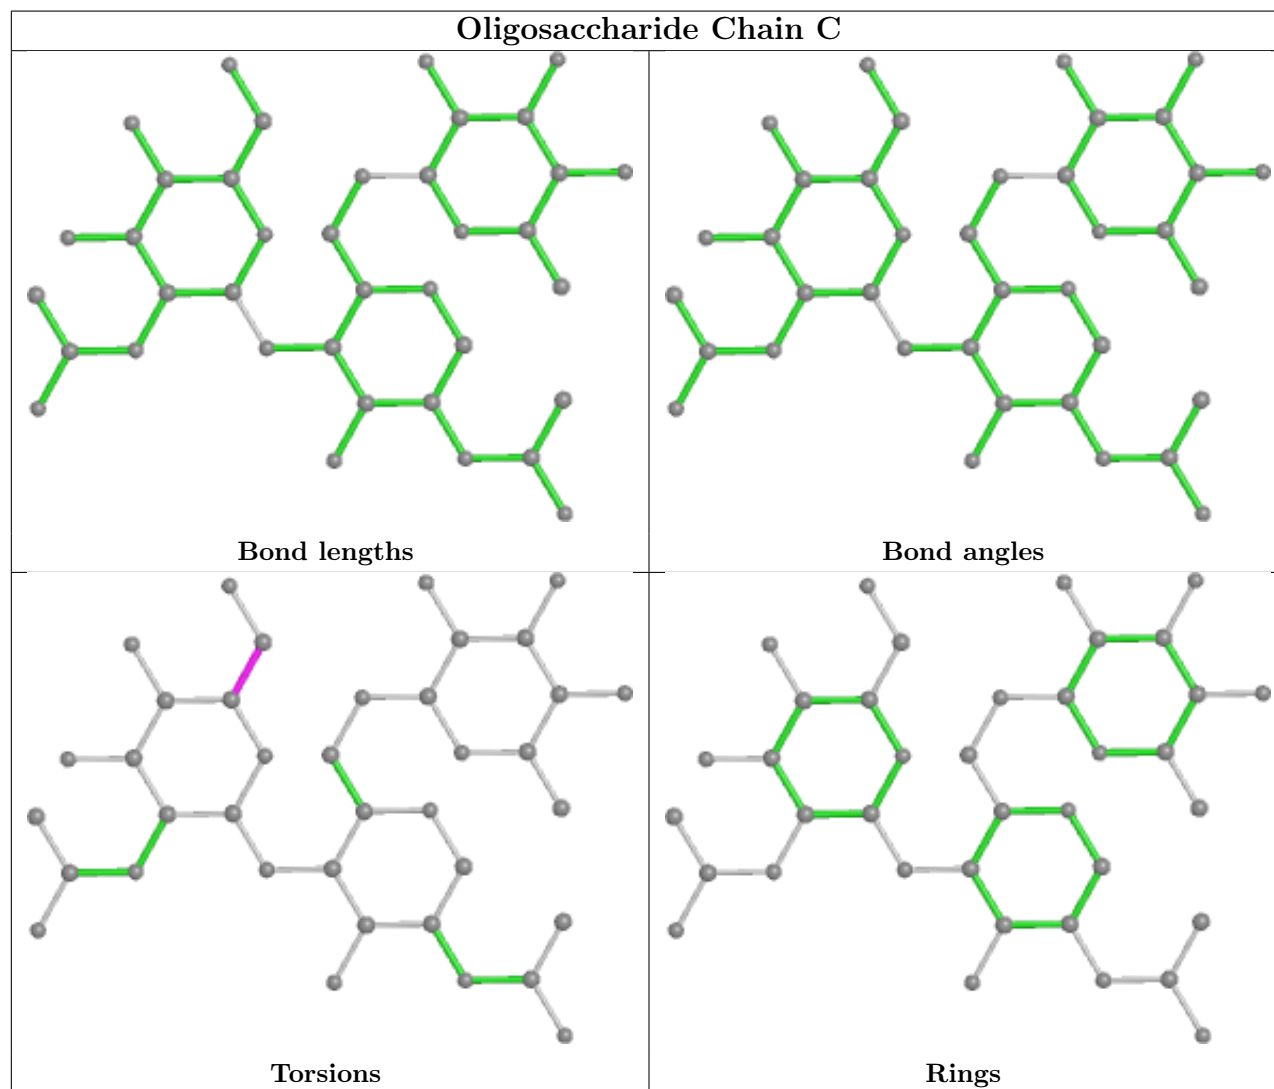 Oligosaccharide Chain C
Bond lengths
Bond angles
Torsions
Rings